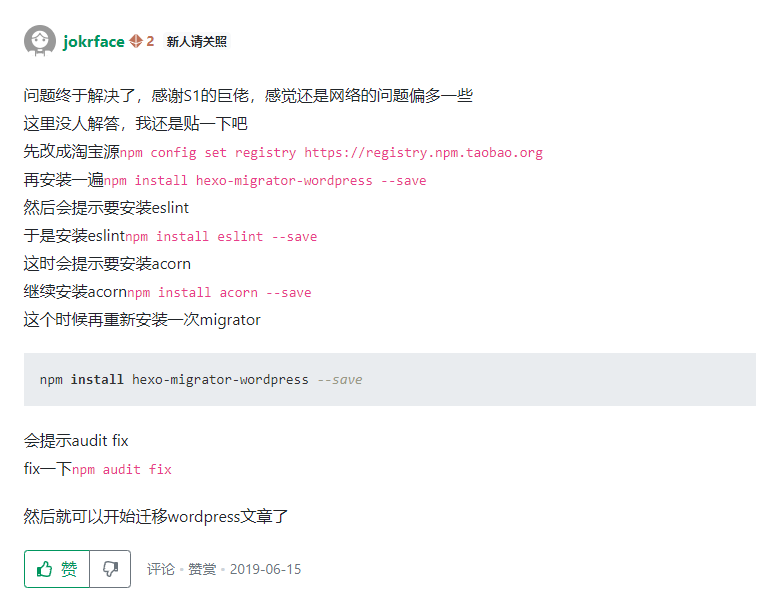 jokrface 2 新人请关照
问题终于解决了，感谢S1的巨佬，感觉还是网络的问题偏多一些
这里没人解答，我还是贴一下吧
先改成淘宝源npm config set registry https://registry.npm.taobao.org
再安装一遍npm install hexo-migrator-wordpress --save
然后会提示要安装eslint
于是安装eslintnpm install eslint --save
这时会提示要安装acorn
继续安装acornnpm install acorn --save
这个时候再重新安装一次migrator
npm install hexo-migrator-wordpress --save
会提示audit fix
fix一下npm audit fix
然后就可以开始迁移wordpress文章了
赞 评论 • 赞赏 • 2019-06-15